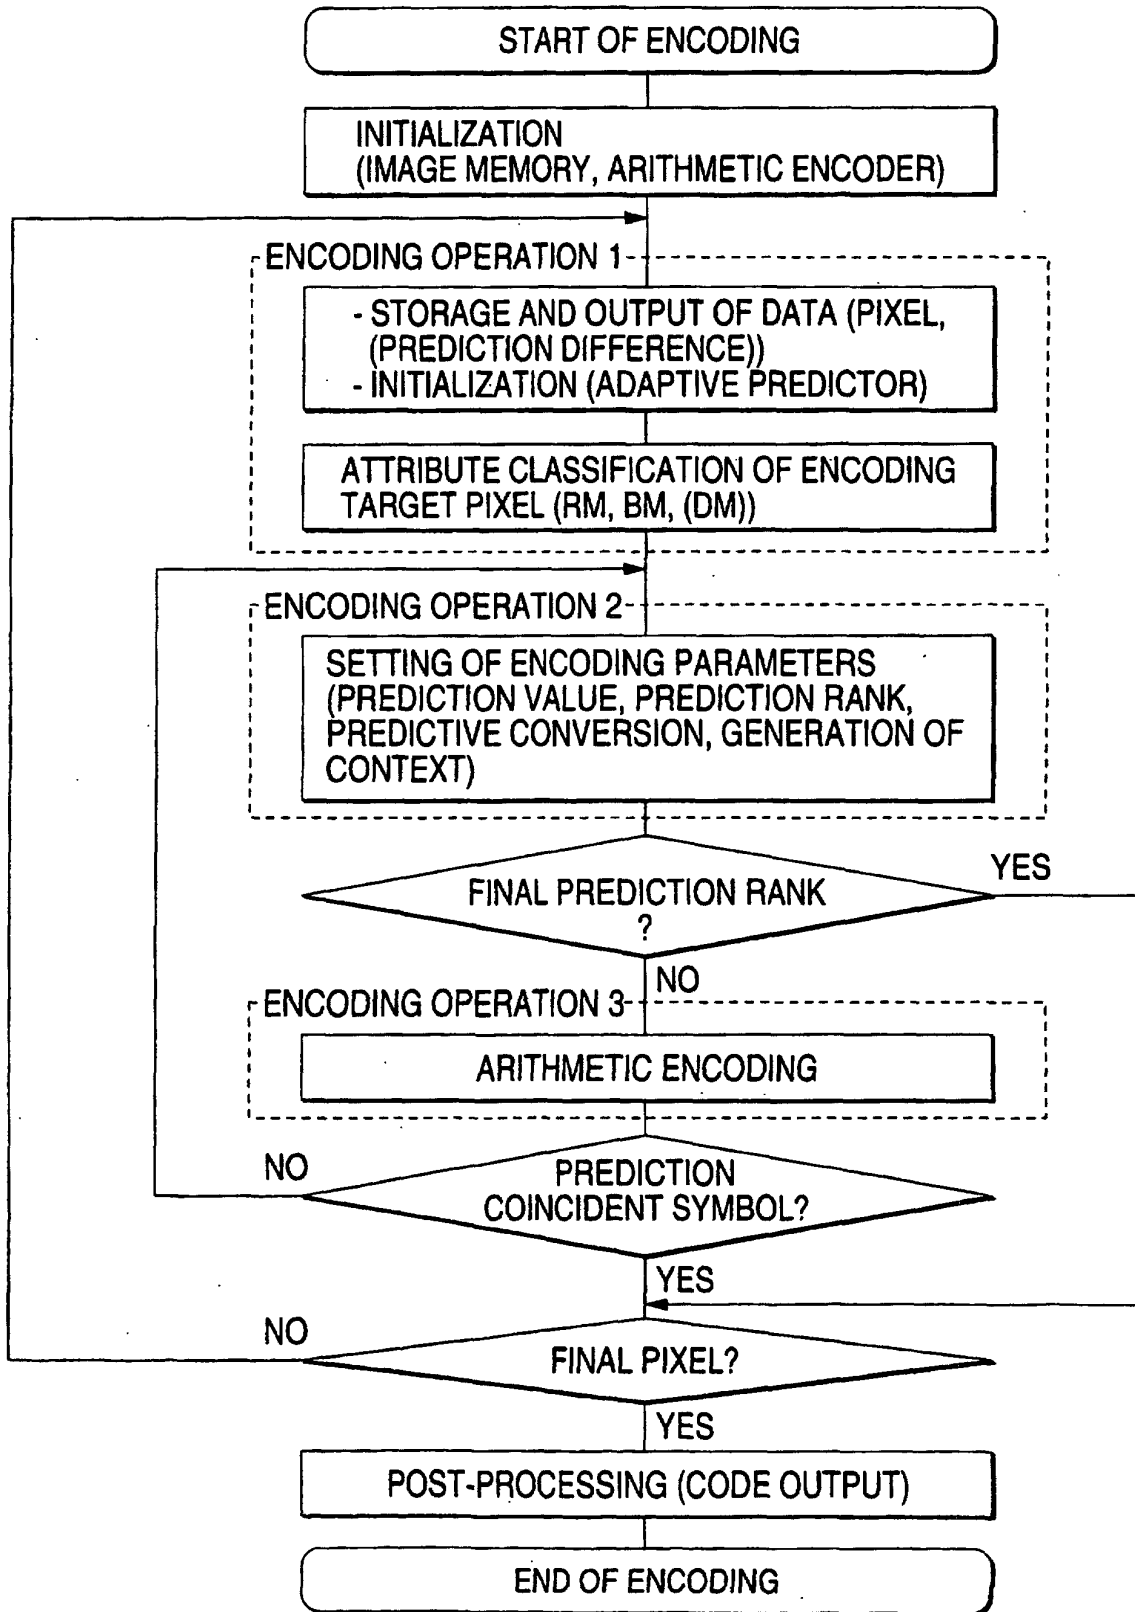 START OF ENCODING
INITIALIZATION
(IMAGE MEMORY, ARITHMETIC ENCODER)
ENCODING OPERATION 1
- STORAGE AND OUTPUT OF DATA (PIXEL,
(PREDICTION DIFFERENCE))
- INITIALIZATION (ADAPTIVE PREDICTOR)
ATTRIBUTE CLASSIFICATION OF ENCODING
TARGET PIXEL (RM, BM, (DM))
ENCODING OPERATION 2
SETTING OF ENCODING PARAMETERS
(PREDICTION VALUE, PREDICTION RANK,
PREDICTIVE CONVERSION, GENERATION OF
CONTEXT)
FINAL PREDICTION RANK
?
YES
NO
ENCODING OPERATION 3
ARITHMETIC ENCODING
PREDICTION
COINCIDENT SYMBOL?
NO
YES
FINAL PIXEL?
NO
YES
POST-PROCESSING (CODE OUTPUT)
END OF ENCODING